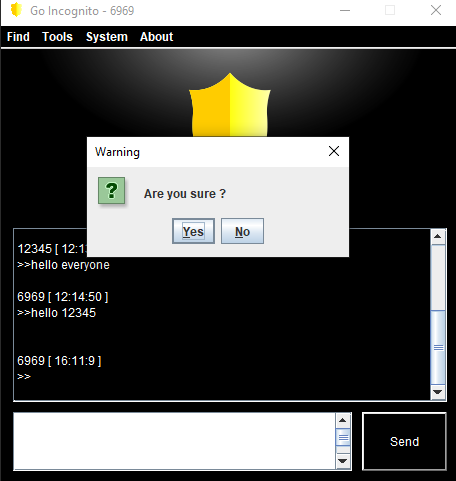 Go Incognito - 6969
Find Tools System About
Warning
Are you sure ?
Yes No
12345 [ 12:1
>>hello everyone
6969 [ 12:14:50 ]
>>hello 12345
6969 [ 16:11:9 ]
>>
Send